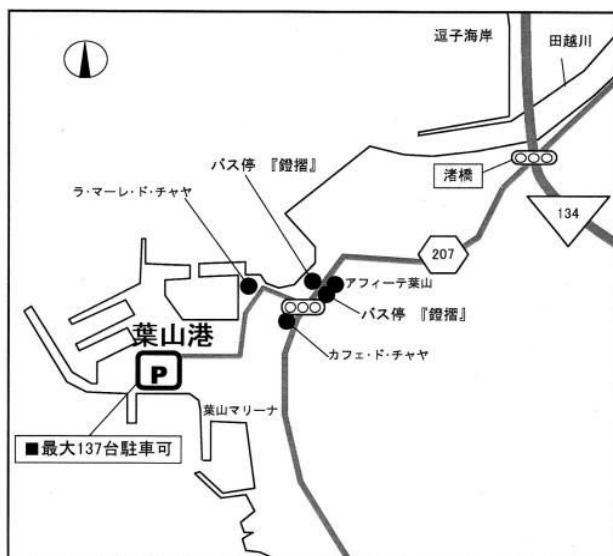 逗子海岸
田越川
バス停 『鐙摺』
渚橋
ラ・マーレ・ド・チャヤ
134
207
アフィーテ葉山
バス停 『鐙摺』
葉山港
カフェ・ド・チャヤ
P
葉山マリーナ
■最大137台駐車可